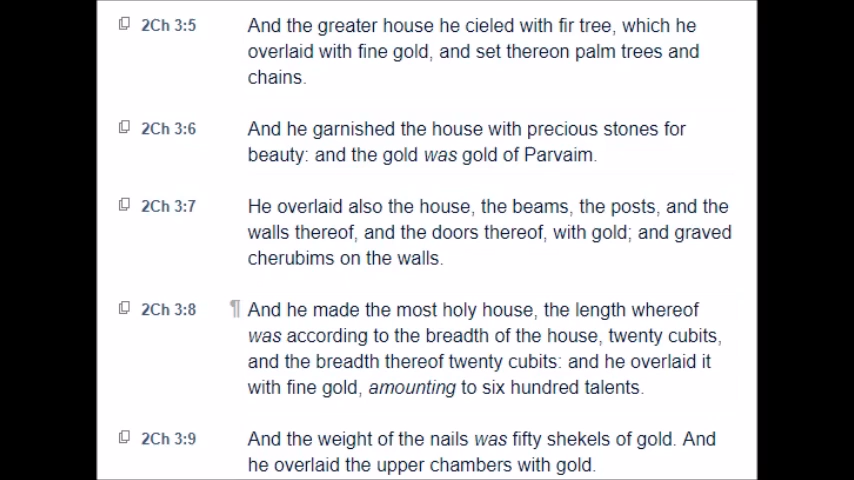 2Ch 3:5 And the greater house he cieled with fir tree, which he
overlaid with fine gold, and set thereon palm trees and
chains.
2Ch 3:6 And he garnished the house with precious stones for
beauty: and the gold was gold of Parvaim.
2Ch 3:7 He overlaid also the house, the beams, the posts, and the
walls thereof, and the doors thereof, with gold; and graved
cherubims on the walls.
2Ch 3:8 ¶ And he made the most holy house, the length whereof
was according to the breadth of the house, twenty cubits,
and the breadth thereof twenty cubits: and he overlaid it
with fine gold, amounting to six hundred talents.
2Ch 3:9 And the weight of the nails was fifty shekels of gold. And
he overlaid the upper chambers with gold.